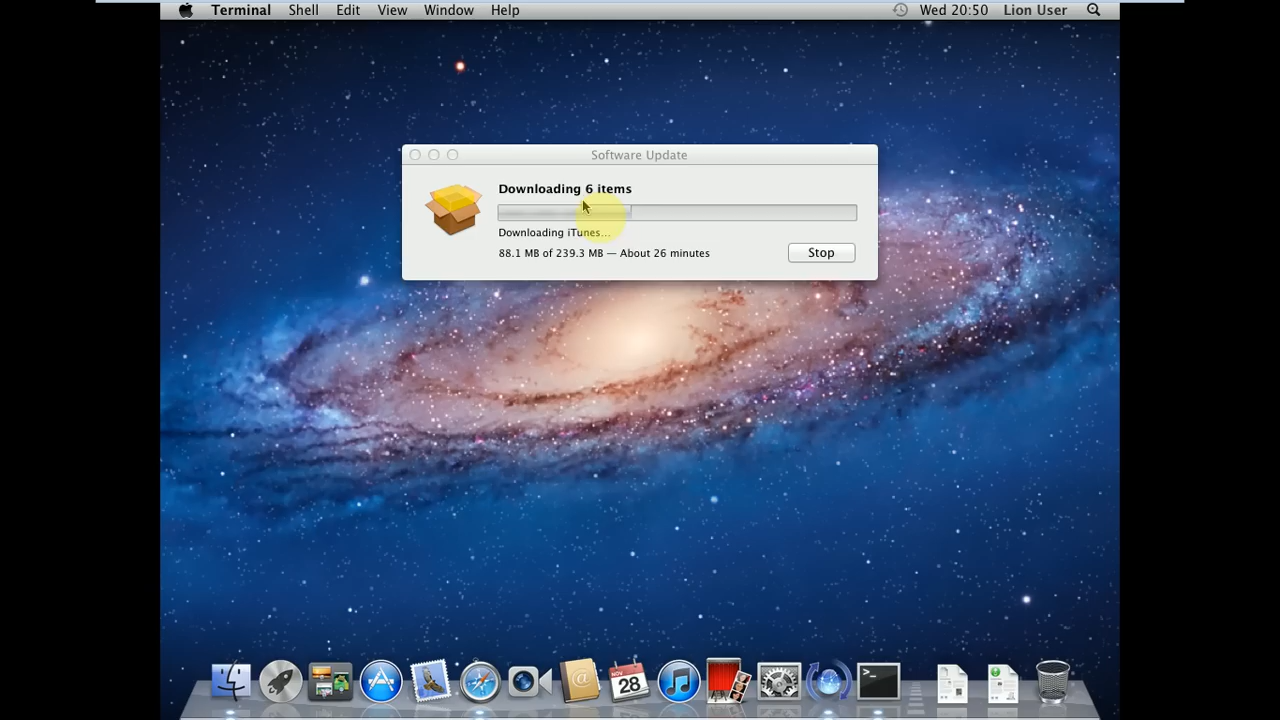 Terminal Shell Edit View Window Help Wed 20:50 Lion User
Software Update
Downloading 6 items
Downloading iTunes...
88.1 MB of 239.3 MB — About 26 minutes Stop
NOV
28
>_